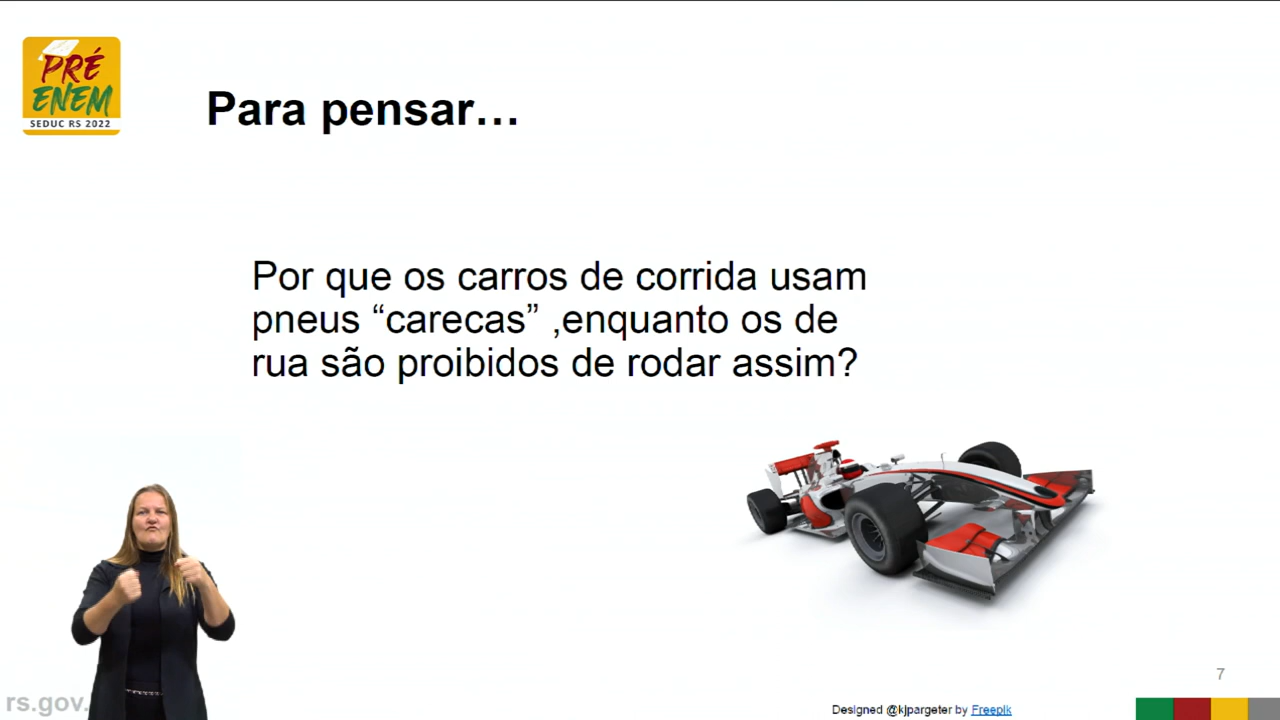 PRÉ
ENEM
SEDUC RS 2022
Para pensar...
Por que os carros de corrida usam
pneus “carecas” ,enquanto os de
rua são proibidos de rodar assim?
7
rs.gov.
Designed @kjpargeter by Freepik